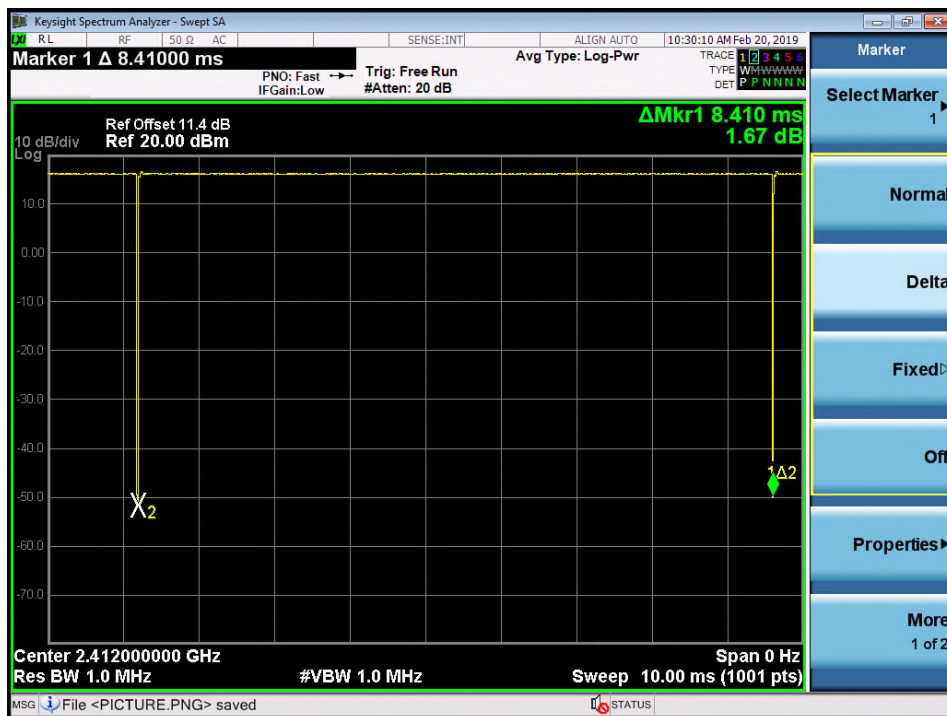 Keysight Spectrum Analyzer - Swept SA
LXI RL RF 50 Ω AC SENSE:INT ALIGN AUTO 10:30:10 AM Feb 20, 2019
Marker 1 Δ 8.41000 ms
PNO: Fast
IFGain:Low
Trig: Free Run
#Atten: 20 dB
Avg Type: Log-Pwr
TRACE 1 2 3 4 5 6
TYPE WMWWWW
DET P P N N N N
ΔMkr1 8.410 ms
1.67 dB
Ref Offset 11.4 dB
10 dB/div Ref 20.00 dBm
Log
10.0
0.00
-10.0
-20.0
-30.0
-40.0
1Δ2
-50.0
2
-60.0
-70.0
Center 2.412000000 GHz Span 0 Hz
Res BW 1.0 MHz #VBW 1.0 MHz Sweep 10.00 ms (1001 pts)
MSG File <PICTURE.PNG> saved STATUS
Marker
Select Marker
1
Normal
Delta
Fixed
Off
Properties
More
1 of 2